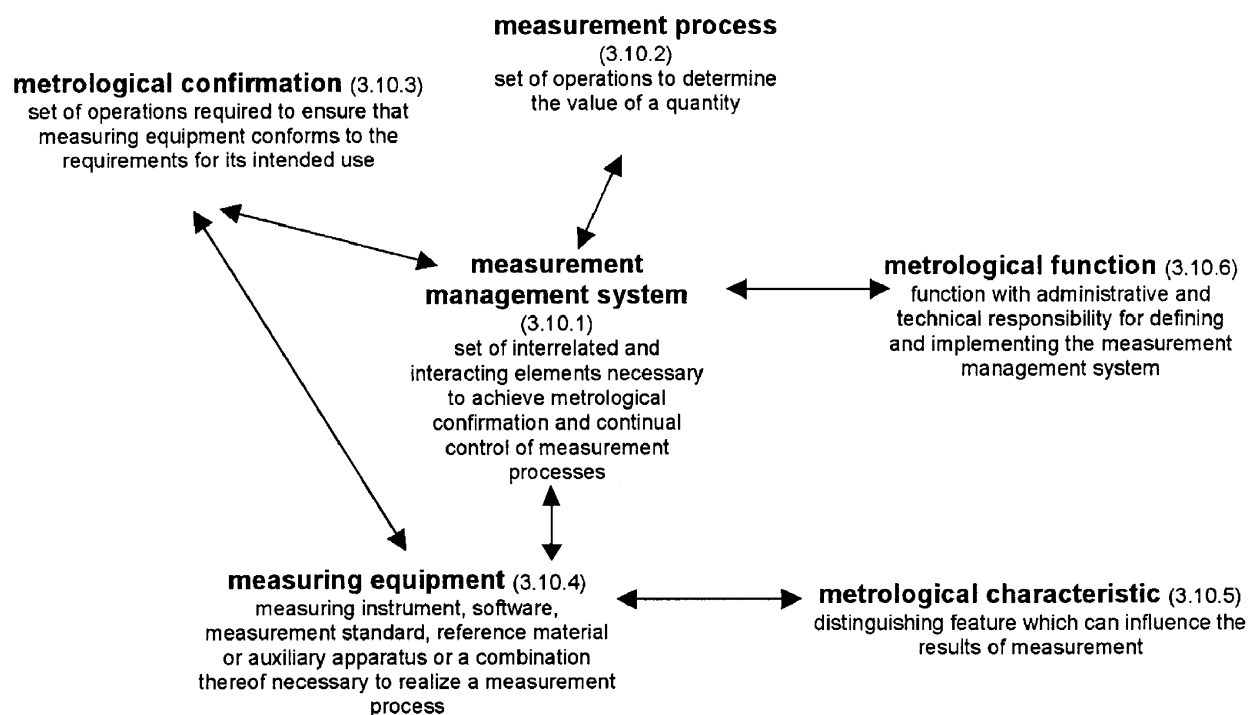 measurement process
(3.10.2)
set of operations to determine
the value of a quantity
metrological confirmation (3.10.3)
set of operations required to ensure that
measuring equipment conforms to the
requirements for its intended use
measurement
management system
(3.10.1)
set of interrelated and
interacting elements necessary
to achieve metrological
confirmation and continual
control of measurement
processes
metrological function (3.10.6)
function with administrative and
technical responsibility for defining
and implementing the measurement
management system
measuring equipment (3.10.4)
measuring instrument, software,
measurement standard, reference material
or auxiliary apparatus or a combination
thereof necessary to realize a measurement
process
metrological characteristic (3.10.5)
distinguishing feature which can influence the
results of measurement